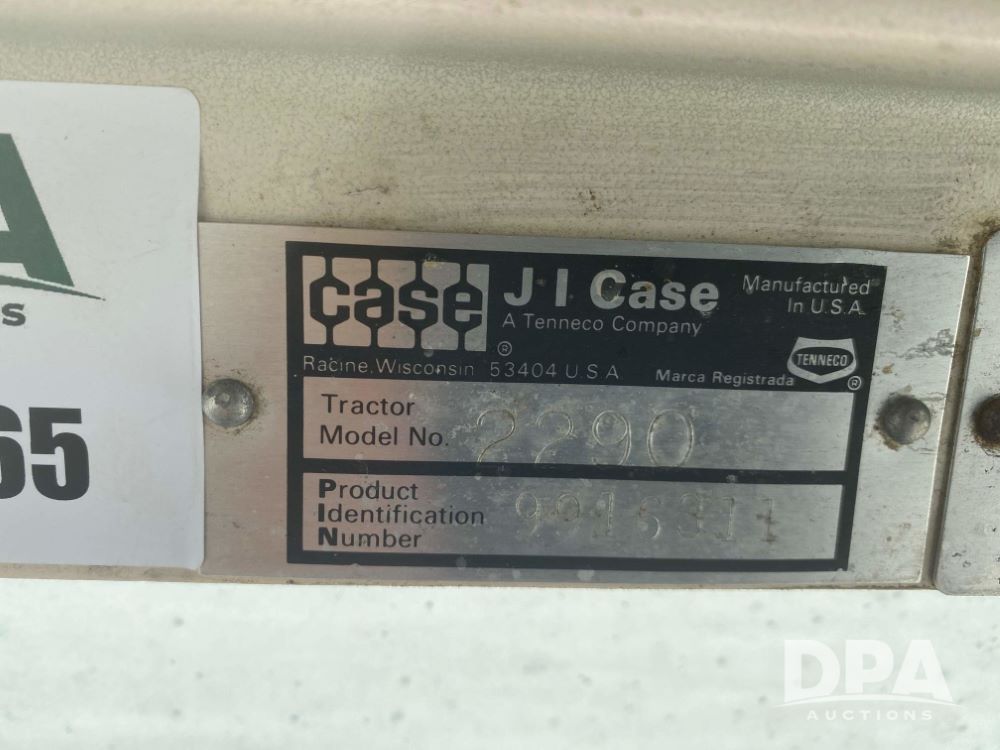 A
s
65
case
®
J I Case
A Tenneco Company
Manufactured
In U.S.A.
Racine, Wisconsin 53404 U.S.A.
Marca Registrada
TENNECO
®
Tractor
Model No. 2290
Product
Identification
Number
DPA
AUCTIONS